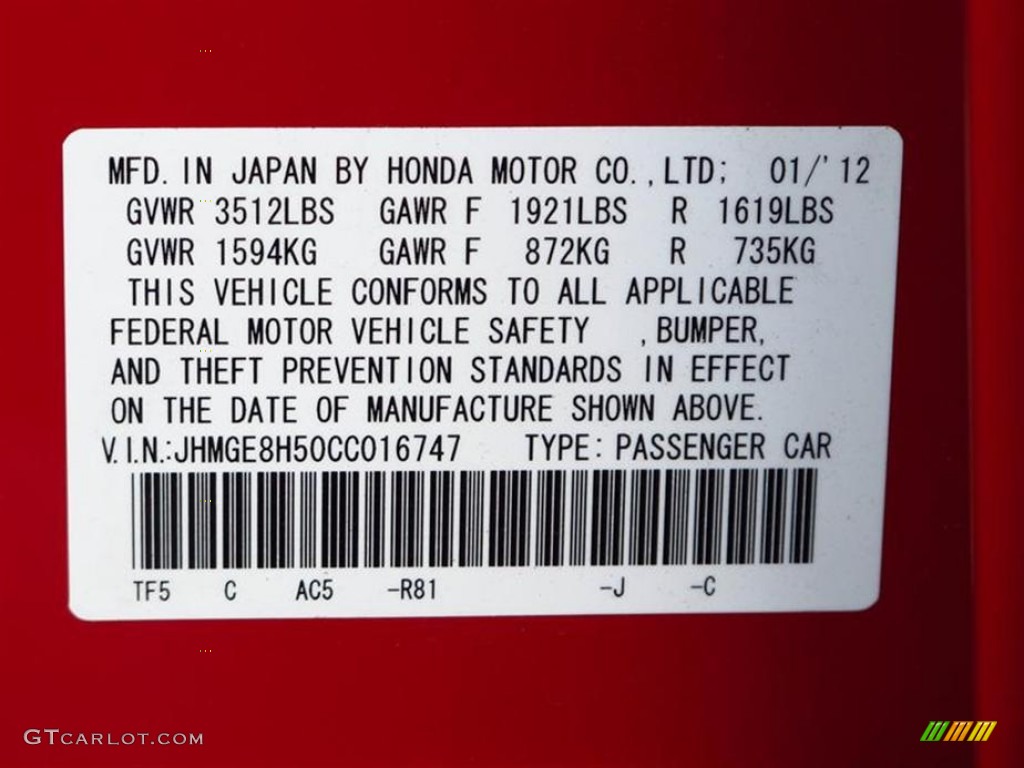 MFD. IN JAPAN BY HONDA MOTOR CO.,LTD; 01/'12
GVWR 3512LBS GAWR F 1921LBS R 1619LBS
GVWR 1594KG GAWR F 872KG R 735KG
THIS VEHICLE CONFORMS TO ALL APPLICABLE
FEDERAL MOTOR VEHICLE SAFETY ,BUMPER,
AND THEFT PREVENTION STANDARDS IN EFFECT
ON THE DATE OF MANUFACTURE SHOWN ABOVE.
V.I.N.:JHMGE8H50CC016747 TYPE: PASSENGER CAR
TF5 C AC5 -R81 -J -C
GTCARLOT.COM